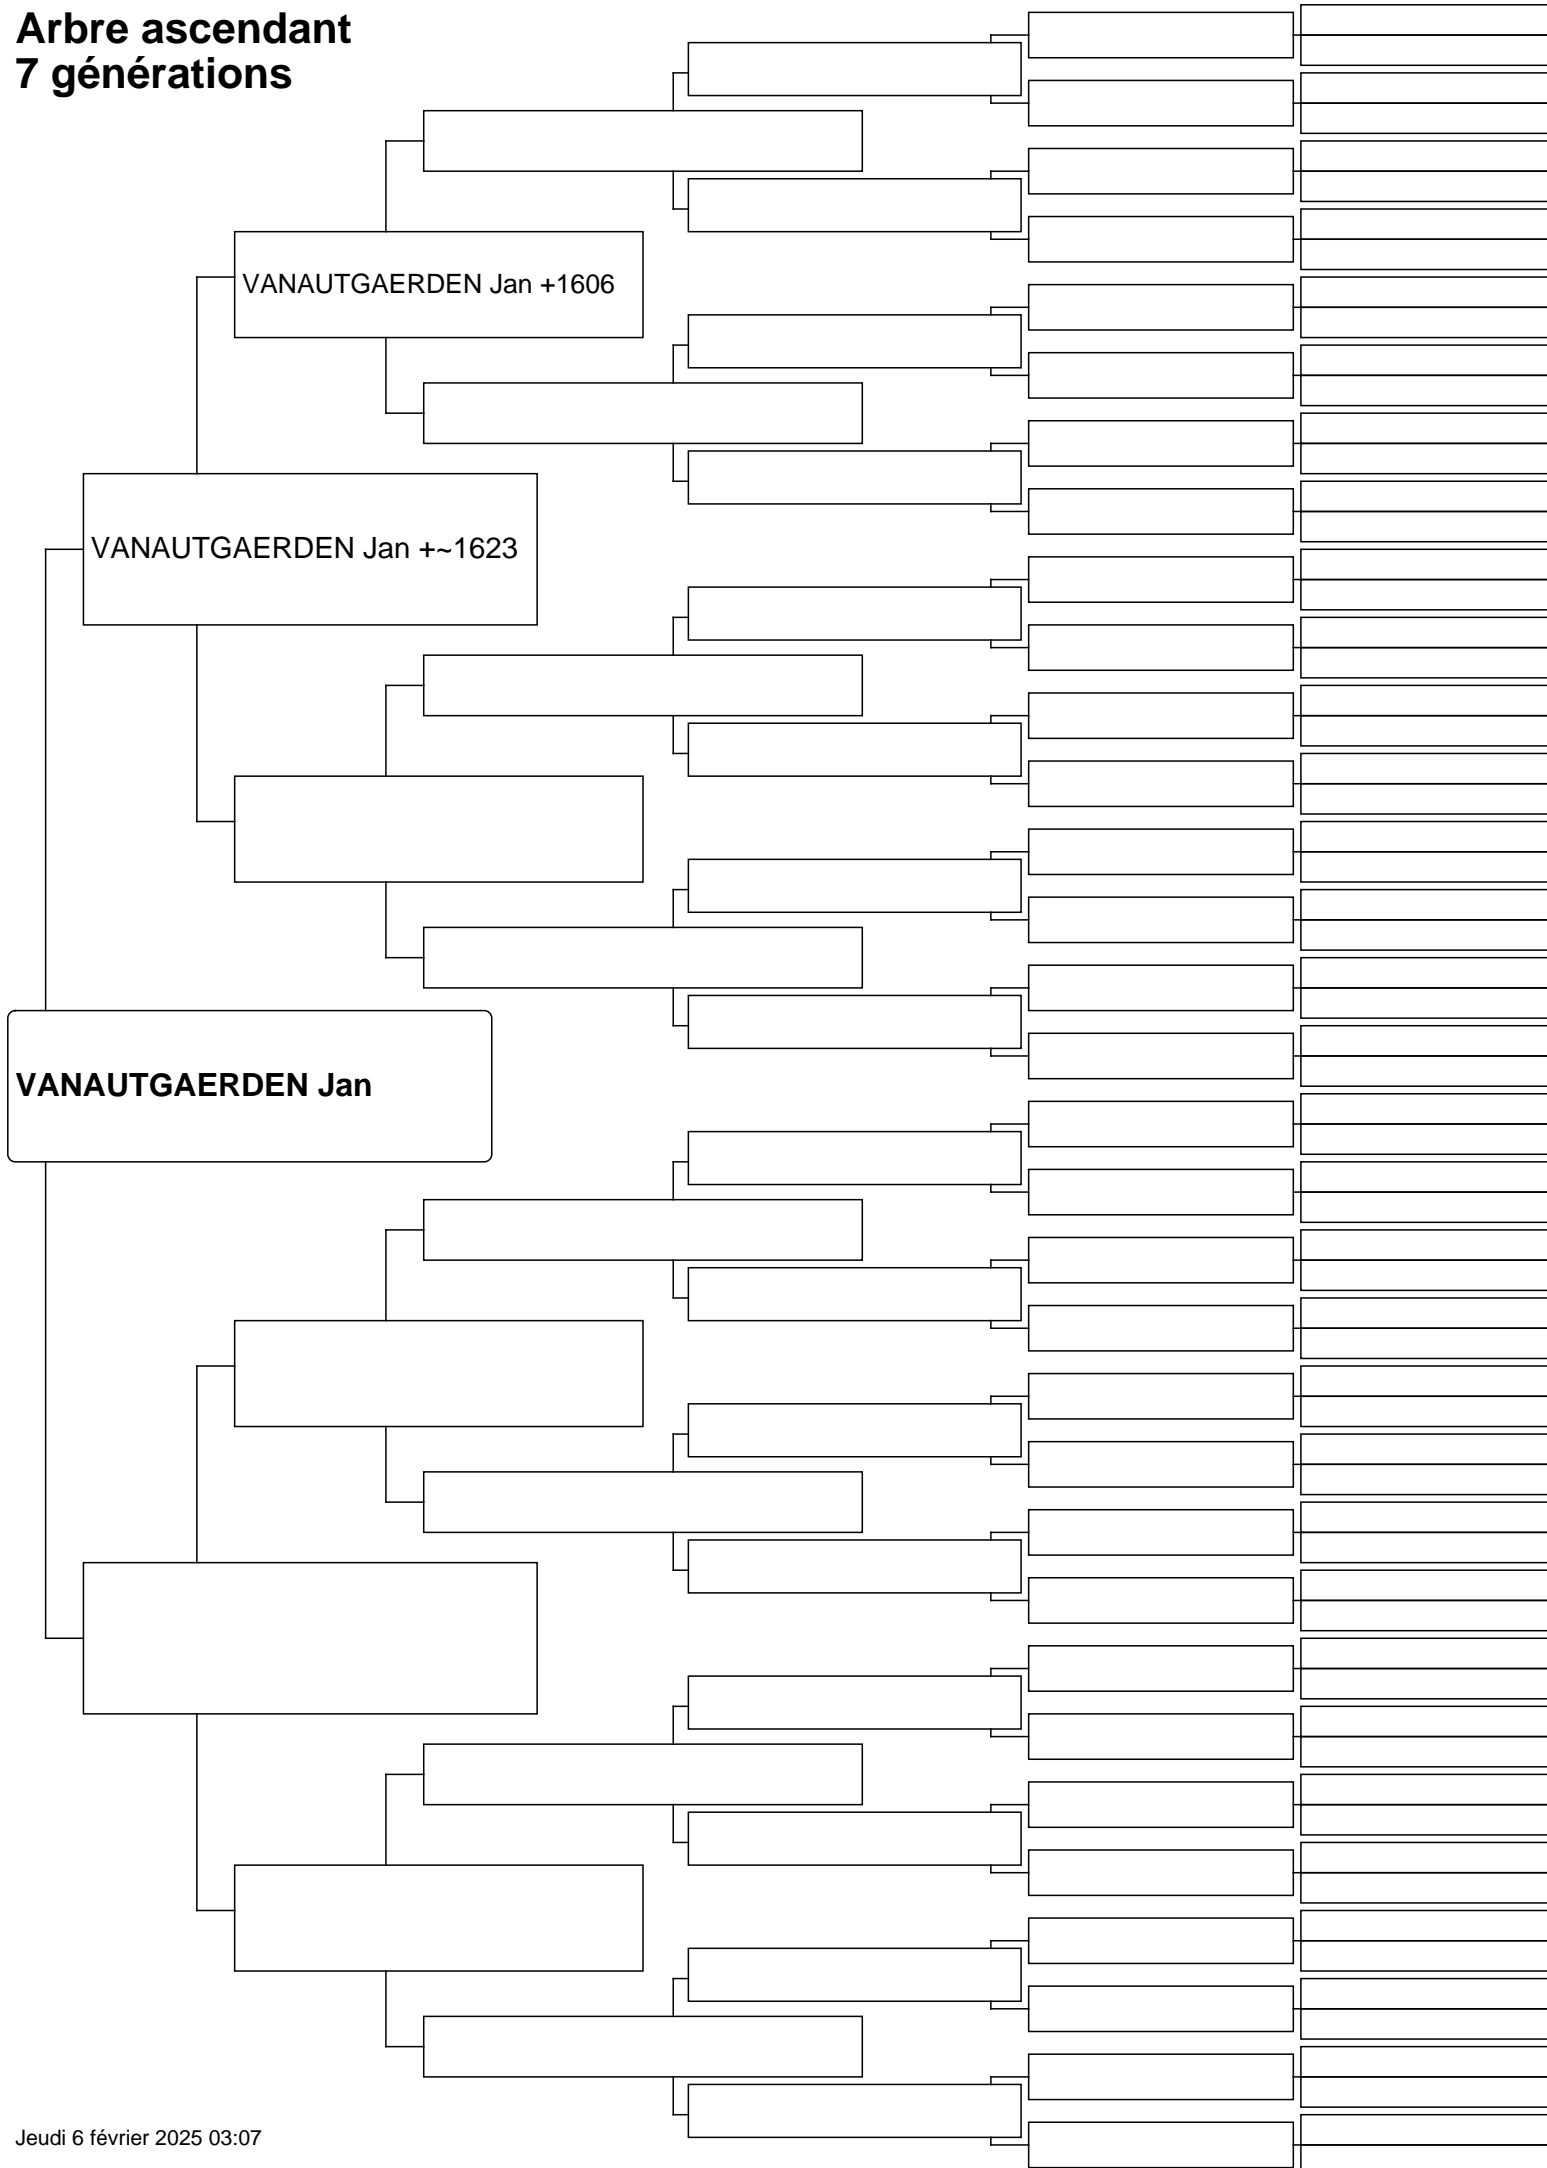 Arbre ascendant
7 générations
VANAUTGAERDEN Jan +1606
VANAUTGAERDEN Jan +~1623
VANAUTGAERDEN Jan
Jeudi 6 février 2025 03:07